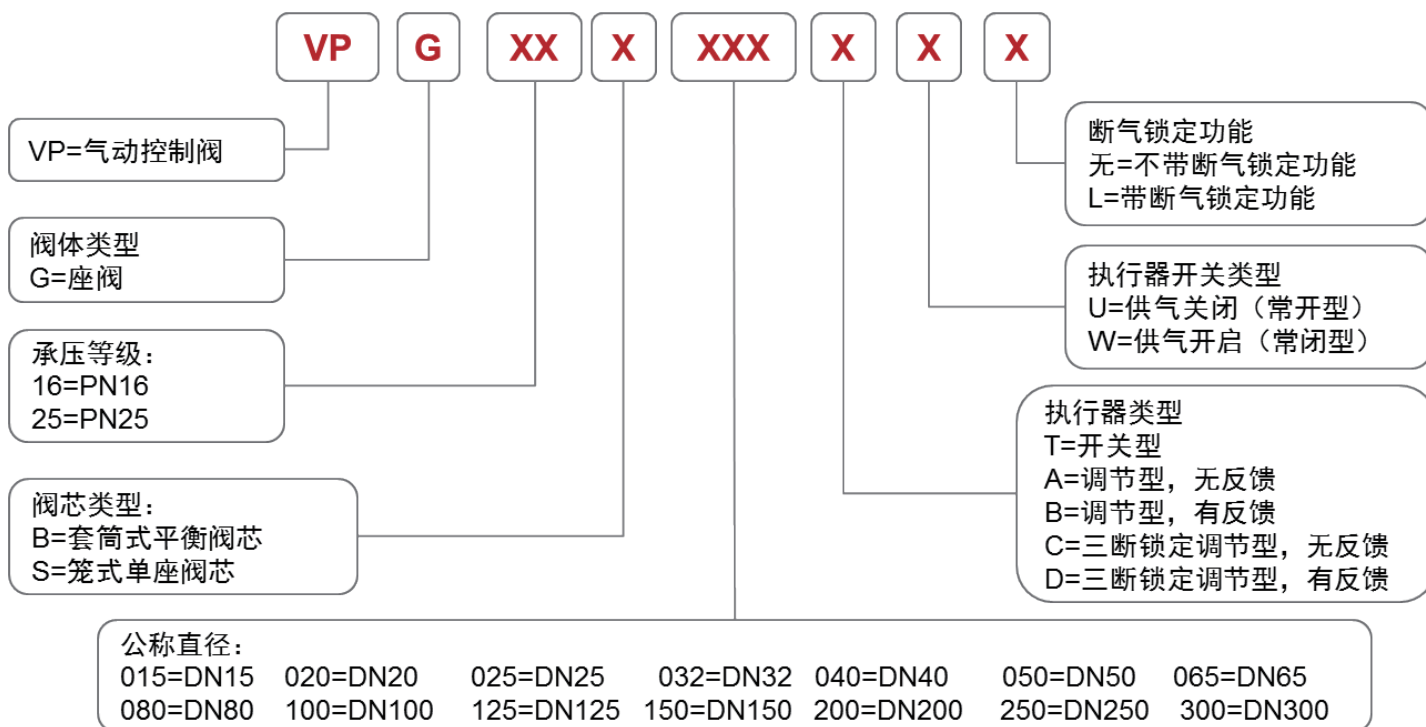 VP G XX X XXX X X X
VP=气动控制阀
阀体类型
G=座阀
承压等级：
16=PN16
25=PN25
阀芯类型：
B=套筒式平衡阀芯
S=笼式单座阀芯
断气锁定功能
无=不带断气锁定功能
L=带断气锁定功能
执行器开关类型
U=供气关闭（常开型）
W=供气开启（常闭型）
执行器类型
T=开关型
A=调节型，无反馈
B=调节型，有反馈
C=三断锁定调节型，无反馈
D=三断锁定调节型，有反馈
公称直径：
015=DN15 020=DN20 025=DN25 032=DN32 040=DN40 050=DN50 065=DN65
080=DN80 100=DN100 125=DN125 150=DN150 200=DN200 250=DN250 300=DN300